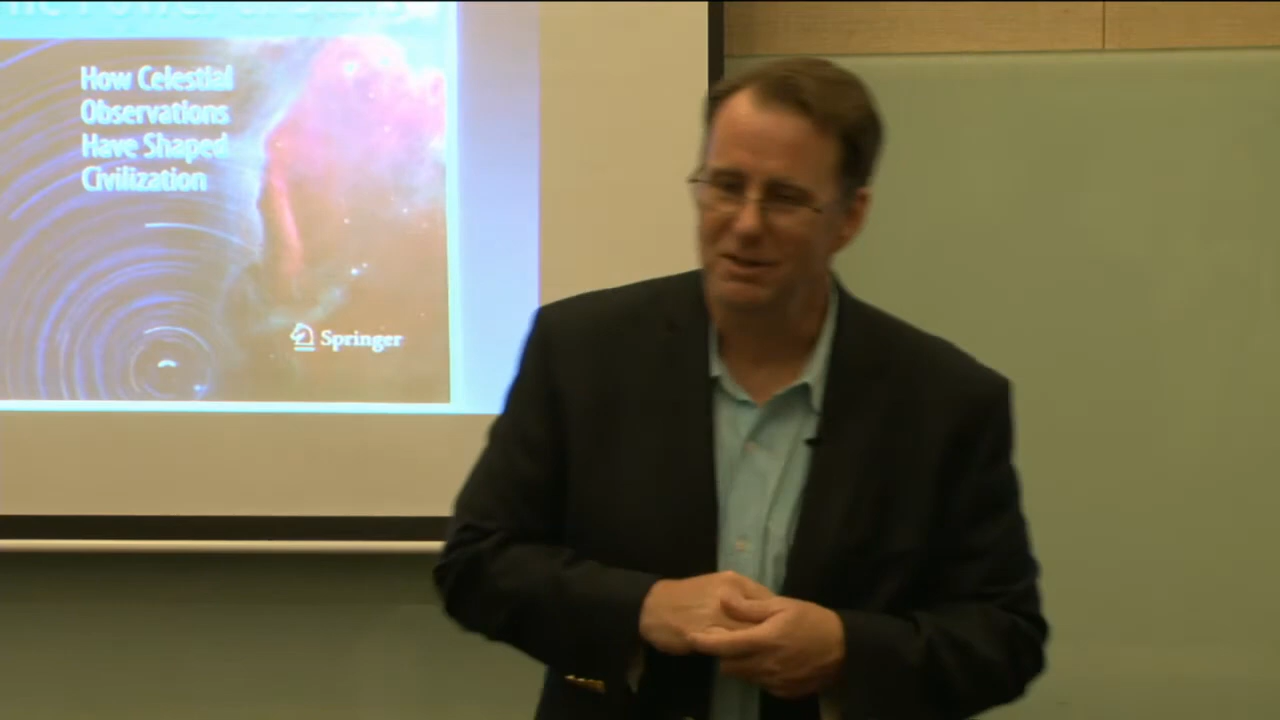 How Celestial
Observations
Have Shaped
Civilization
Springer